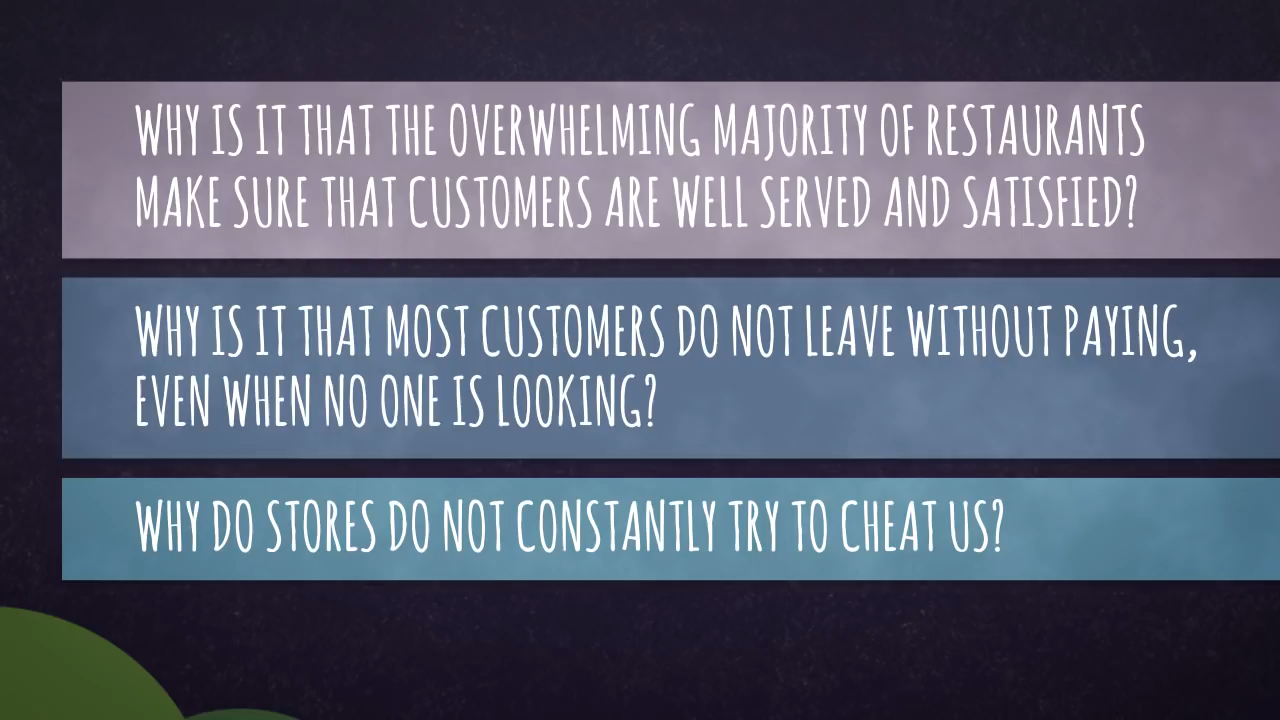 WHY IS IT THAT THE OVERWHELMING MAJORITY OF RESTAURANTS
MAKE SURE THAT CUSTOMERS ARE WELL SERVED AND SATISFIED?
WHY IS IT THAT MOST CUSTOMERS DO NOT LEAVE WITHOUT PAYING,
EVEN WHEN NO ONE IS LOOKING?
WHY DO STORES DO NOT CONSTANTLY TRY TO CHEAT US?